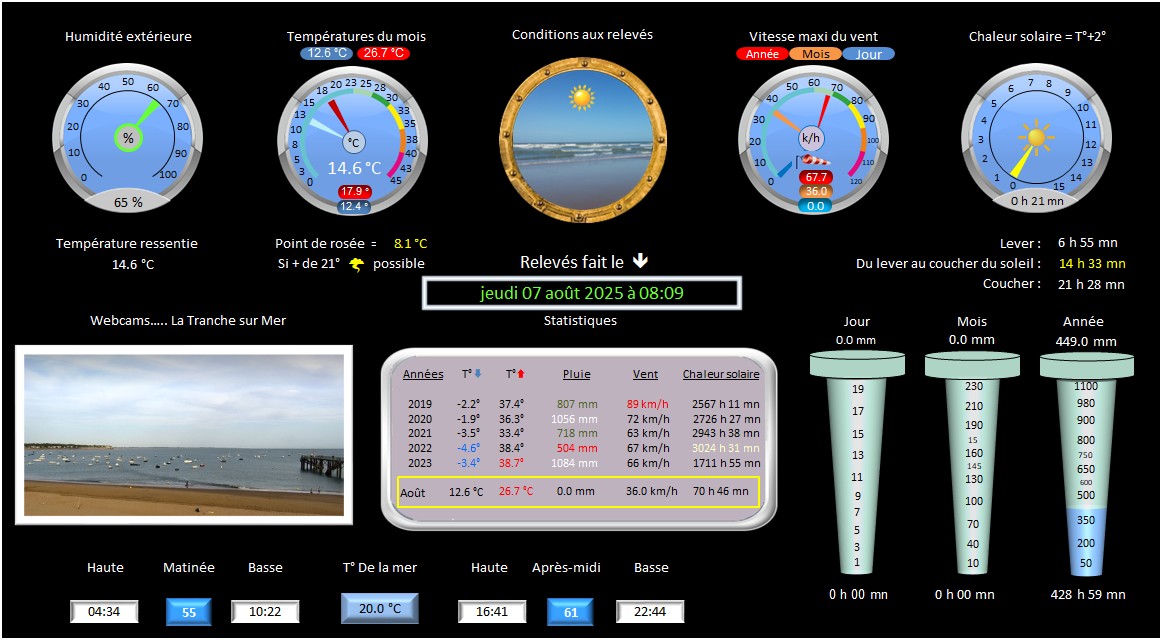 Humidité extérieure
0 10 20 30 40 50 60 70 80 90 100
%
65 %
Températures du mois
12.6 °C 26.7 °C
0 3 5 8 10 13 15 18 20 23 25 28 30 33 35 38 40 43 45
°C
14.6 °C
17.9 °
12.4 °
Conditions aux relevés
Vitesse maxi du vent
Année Mois Jour
0 10 20 30 40 50 60 70 80 90 100 110 120
k/h
67.7
36.0
0.0
Chaleur solaire = T°+2°
0 1 2 3 4 5 6 7 8 9 10 11 12 13 14 15
0 h 21 mn
Température ressentie
14.6 °C
Point de rosée = 8.1 °C
Si + de 21° possible
Relevés fait le
jeudi 07 août 2025 à 08:09
Lever : 6 h 55 mn
Du lever au coucher du soleil : 14 h 33 mn
Coucher : 21 h 28 mn
Webcams..... La Tranche sur Mer
Statistiques
Années T° T° Pluie Vent Chaleur solaire
2019 -2.2° 37.4° 807 mm 89 km/h 2567 h 11 mn
2020 -1.9° 36.3° 1056 mm 72 km/h 2726 h 27 mn
2021 -3.5° 33.4° 718 mm 63 km/h 2943 h 38 mn
2022 -4.6° 38.4° 504 mm 67 km/h 3024 h 31 mn
2023 -3.4° 38.7° 1084 mm 66 km/h 1711 h 55 mn
Août 12.6 °C 26.7 °C 0.0 mm 36.0 km/h 70 h 46 mn
Jour
0.0 mm
19
17
15
13
11
9
7
5
3
1
0 h 00 mn
Mois
0.0 mm
230
210
190
15
160
145
130
100
70
40
10
0 h 00 mn
Année
449.0 mm
1100
980
900
800
750
650
600
500
350
200
50
428 h 59 mn
Haute Matinée Basse
04:34 55 10:22
T° De la mer
20.0 °C
Haute Après-midi Basse
16:41 61 22:44